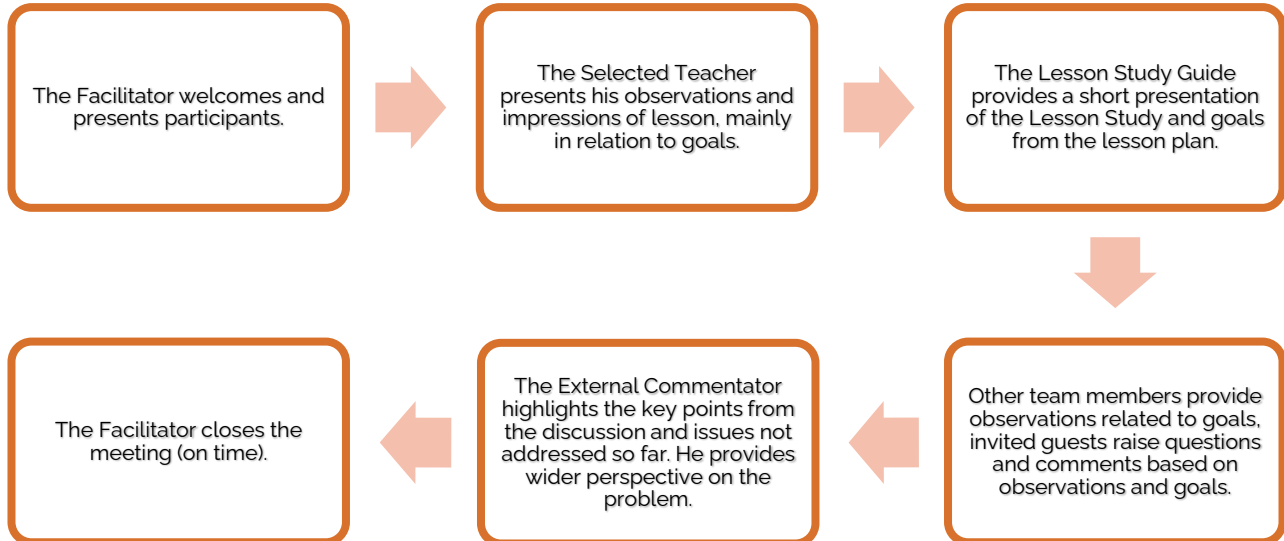 The Facilitator welcomes and
presents participants.
The Selected Teacher
presents his observations and
impressions of lesson, mainly
in relation to goals.
The Lesson Study Guide
provides a short presentation
of the Lesson Study and goals
from the lesson plan.
Other team members provide
observations related to goals,
invited guests raise questions
and comments based on
observations and goals.
The External Commentator
highlights the key points from
the discussion and issues not
addressed so far. He provides
wider perspective on the
problem.
The Facilitator closes the
meeting (on time).